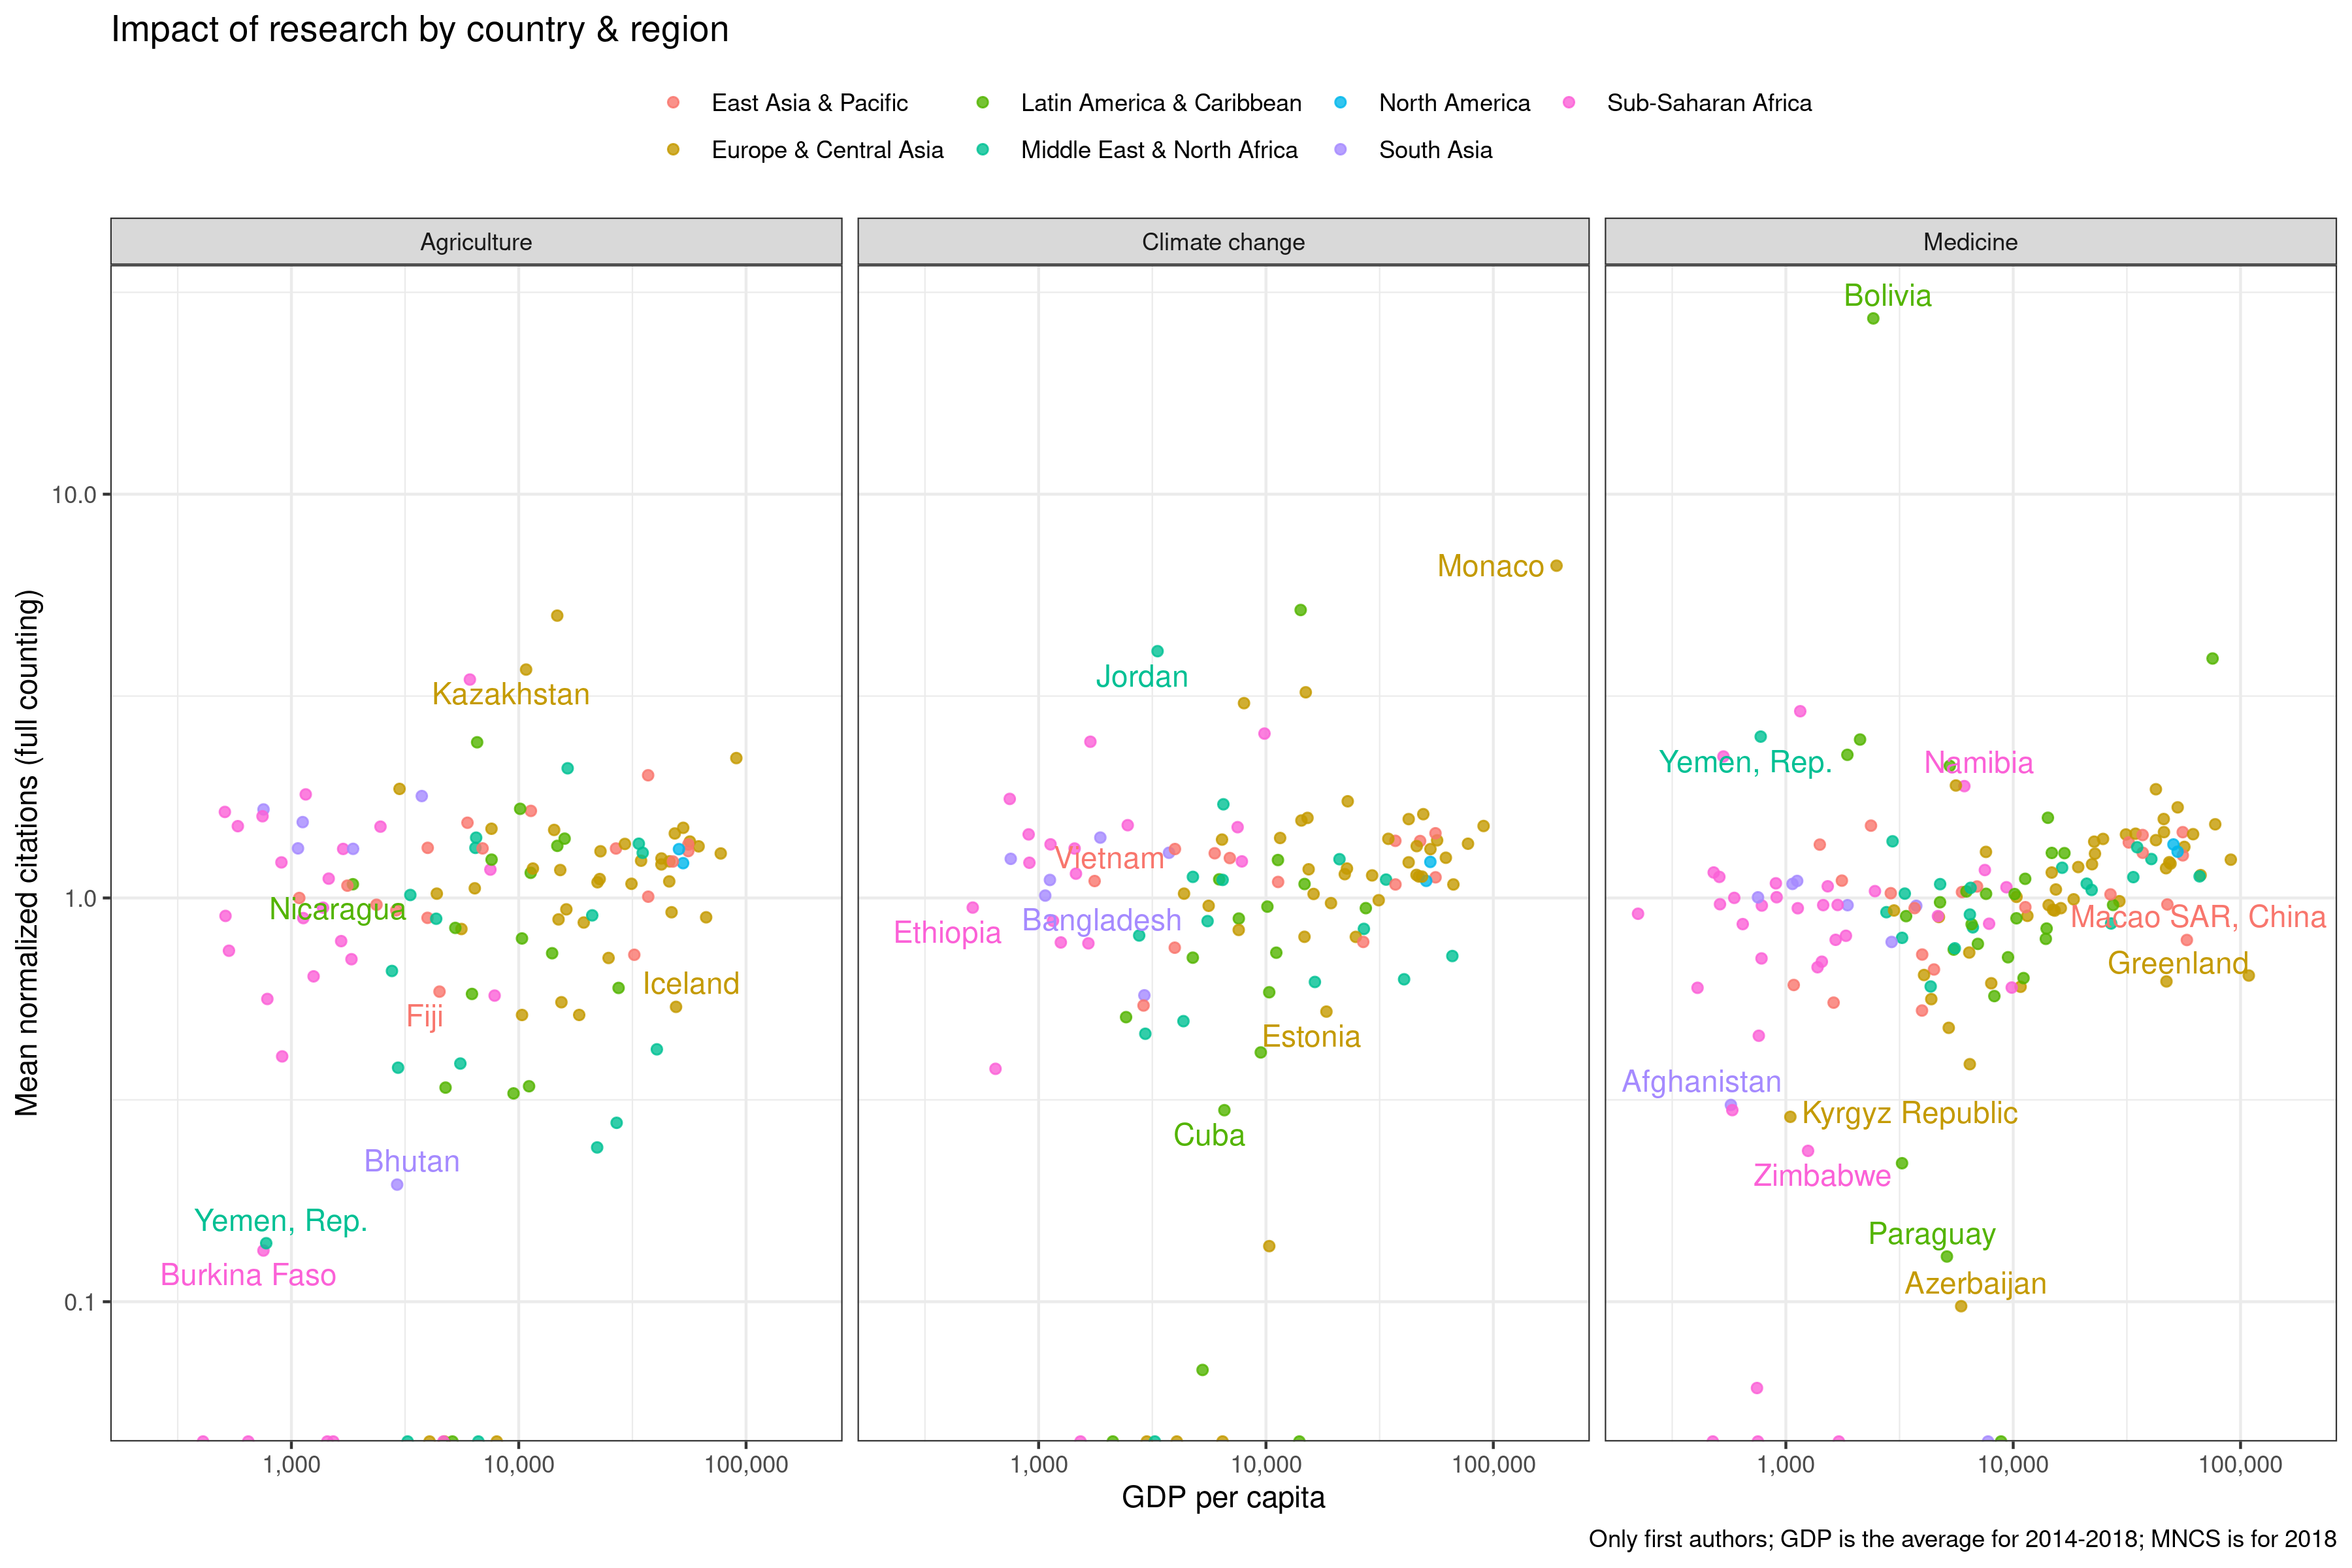 Impact of research by country & region
East Asia & Pacific
Latin America & Caribbean
North America
Sub-Saharan Africa
Europe & Central Asia
Middle East & North Africa
South Asia
Agriculture
Climate change
Medicine
Mean normalized citations (full counting)
10.0
1.0
0.1
Kazakhstan
Nicaragua
Iceland
Fiji
Bhutan
Yemen, Rep.
Burkina Faso
Monaco
Jordan
Vietnam
Bangladesh
Ethiopia
Estonia
Cuba
Bolivia
Yemen, Rep.
Namibia
Macao SAR, China
Greenland
Afghanistan
Kyrgyz Republic
Zimbabwe
Paraguay
Azerbaijan
1,000
10,000
100,000
1,000
10,000
100,000
1,000
10,000
100,000
GDP per capita
Only first authors; GDP is the average for 2014-2018; MNCS is for 2018